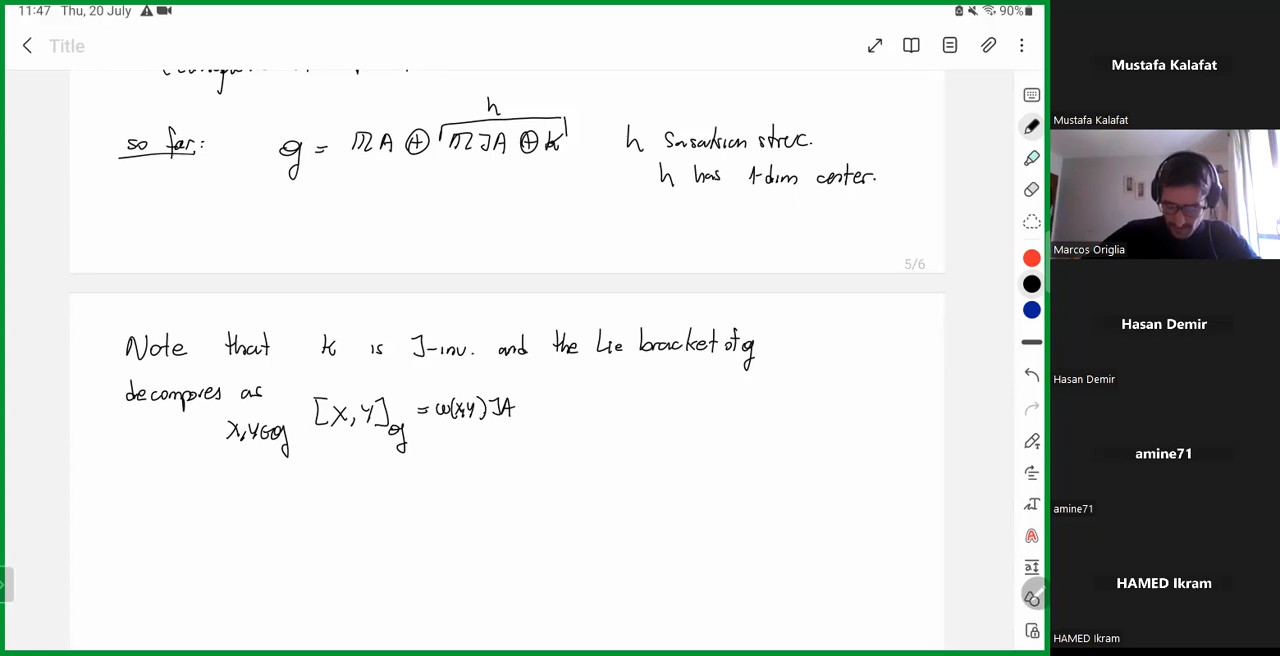 11:47 Thu, 20 July 90%
Title
h
so far: g = ℝA ⊕ ℝJA ⊕ k h Sasakian struc.
h has 1-dim center.
5/6
Note that k is J-inv. and the Lie bracket of g
decompores as
x,y∈g [X,Y]g = ω(x,y) JA
Mustafa Kalafat
Mustafa Kalafat
Marcos Origlia
Hasan Demir
Hasan Demir
amine71
amine71
HAMED Ikram
HAMED Ikram